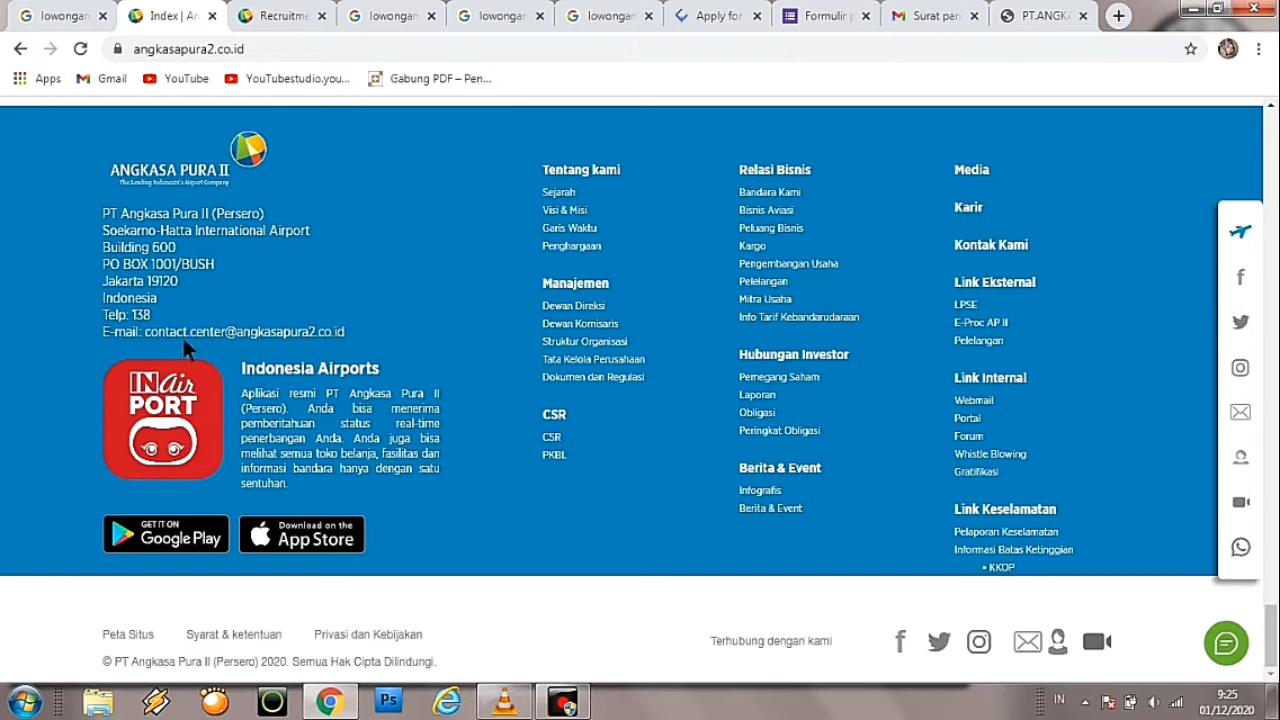 lowongan
Index | An
Recruitme
lowongan
lowongan
lowongan
Apply for
Formulir p
Surat pan
PT.ANGKA
angkasapura2.co.id
Apps
Gmail
YouTube
YouTubestudio.you...
Gabung PDF – Pen...
ANGKASA PURA II
The Leading Indonesia's Airport Company
PT Angkasa Pura II (Persero)
Soekarno-Hatta International Airport
Building 600
PO BOX 1001/BUSH
Jakarta 19120
Indonesia
Telp: 138
E-mail: contact.center@angkasapura2.co.id
INAir
PORT
Indonesia Airports
Aplikasi resmi PT Angkasa Pura II
(Persero). Anda bisa menerima
pemberitahuan status real-time
penerbangan Anda. Anda juga bisa
melihat semua toko belanja, fasilitas dan
informasi bandara hanya dengan satu
sentuhan.
GET IT ON
Google Play
Download on the
App Store
Tentang kami
Sejarah
Visi & Misi
Garis Waktu
Penghargaan
Manajemen
Dewan Direksi
Dewan Komisaris
Struktur Organisasi
Tata Kelola Perusahaan
Dokumen dan Regulasi
CSR
CSR
PKBL
Relasi Bisnis
Bandara Kami
Bisnis Aviasi
Peluang Bisnis
Kargo
Pengembangan Usaha
Pelelangan
Mitra Usaha
Info Tarif Kebandarudaraan
Hubungan Investor
Pemegang Saham
Laporan
Obligasi
Peringkat Obligasi
Berita & Event
Infografis
Berita & Event
Media
Karir
Kontak Kami
Link Eksternal
LPSE
E-Proc AP II
Pelelangan
Link Internal
Webmail
Portal
Forum
Whistle Blowing
Gratifikasi
Link Keselamatan
Pelaporan Keselamatan
Informasi Batas Ketinggian
• KKOP
Peta Situs
Syarat & ketentuan
Privasi dan Kebijakan
Terhubung dengan kami
© PT Angkasa Pura II (Persero) 2020. Semua Hak Cipta Dilindungi.
Ps
IN
9:25
01/12/2020